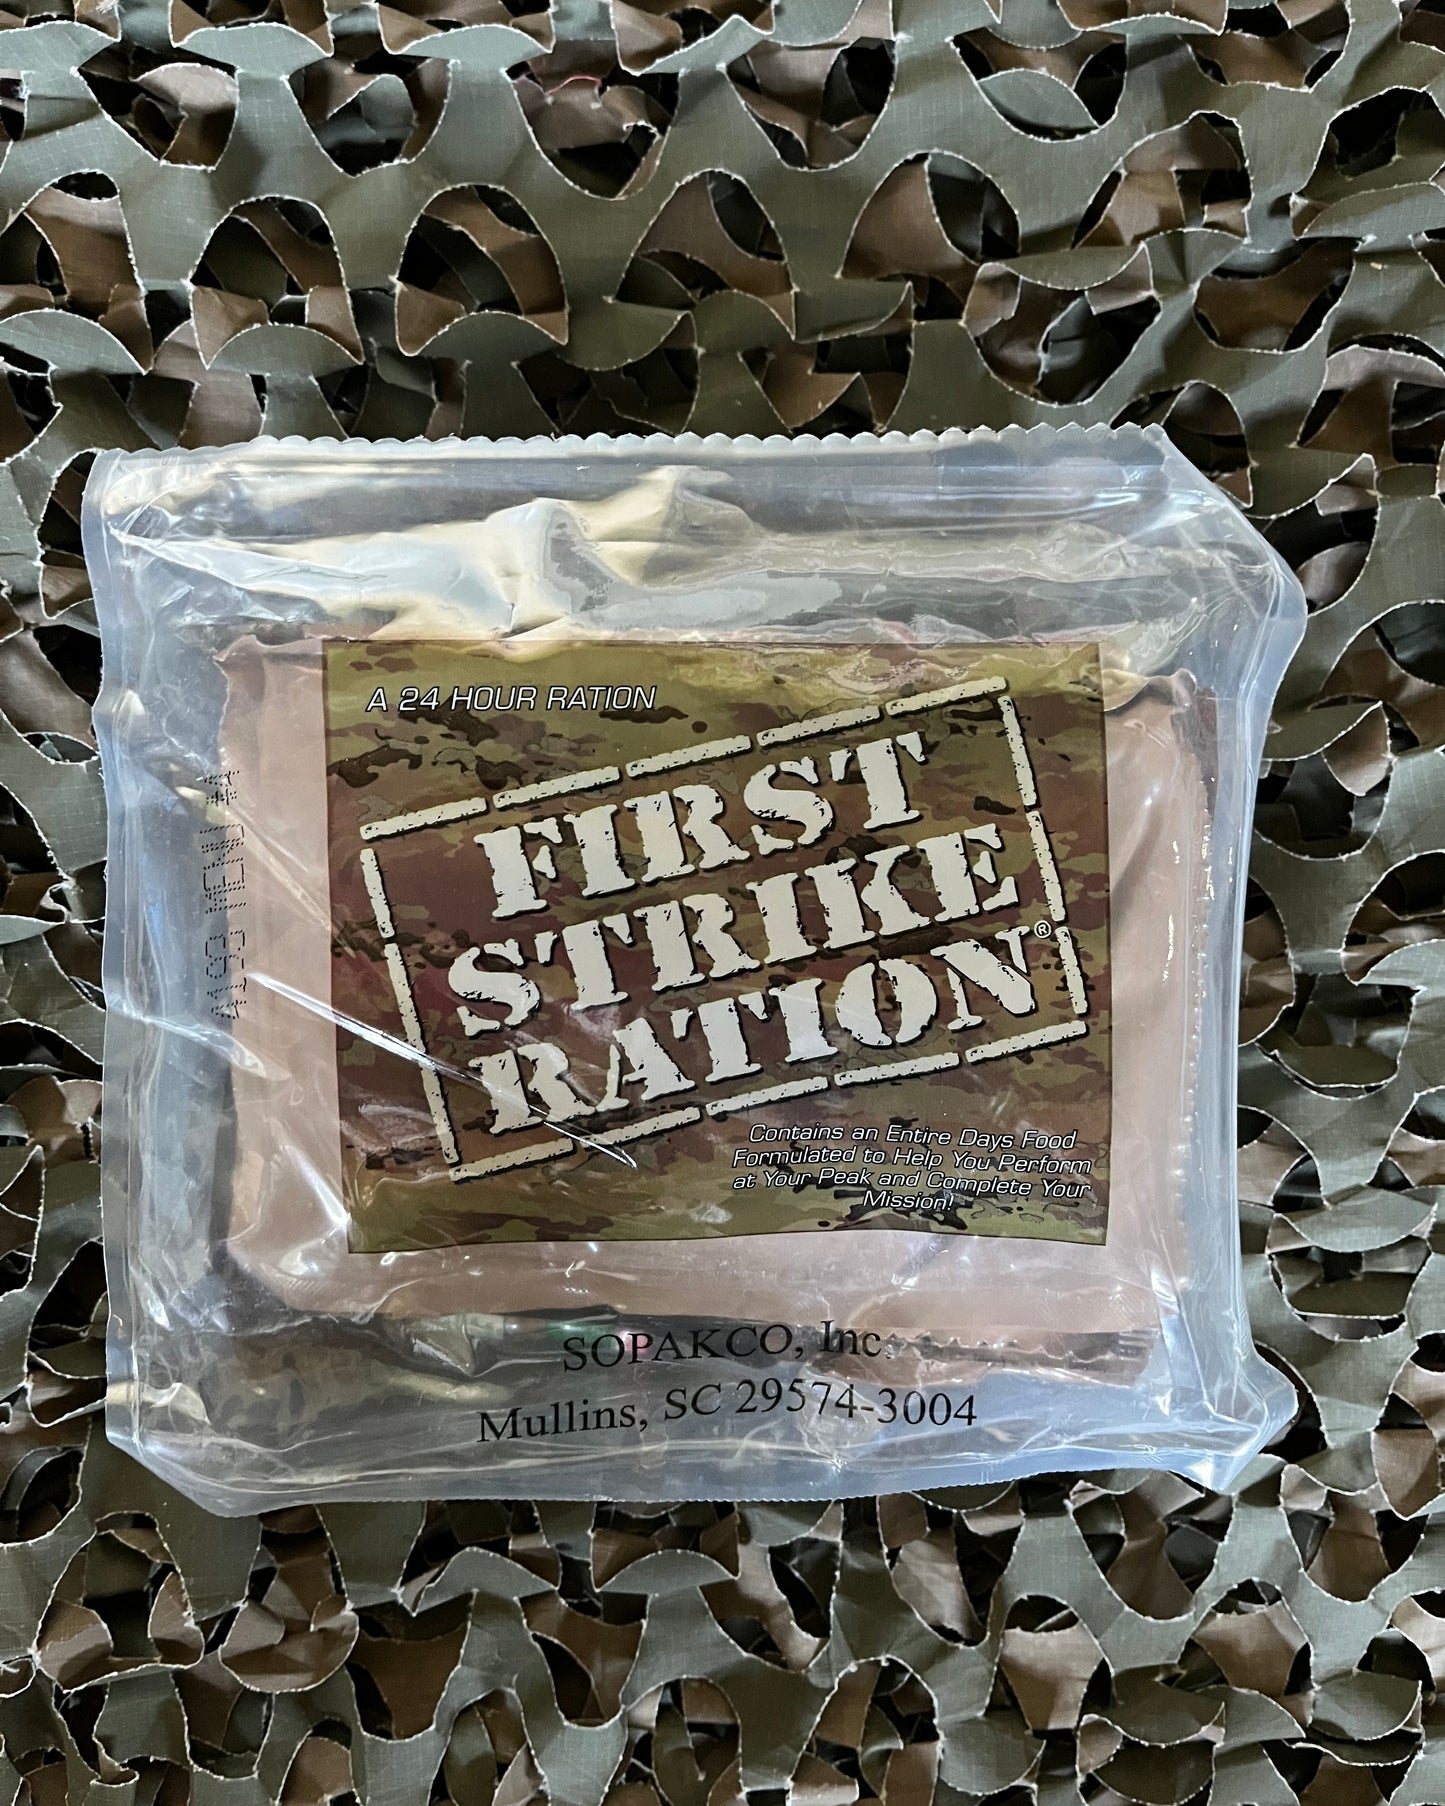 A 24 HOUR RATION
FIRST
STRIKE
RATION®
Contains an Entire Days Food
Formulated to Help You Perform
at Your Peak and Complete Your
Mission!
SOPAKCO, Inc.
Mullins, SC 29574-3004
MENU